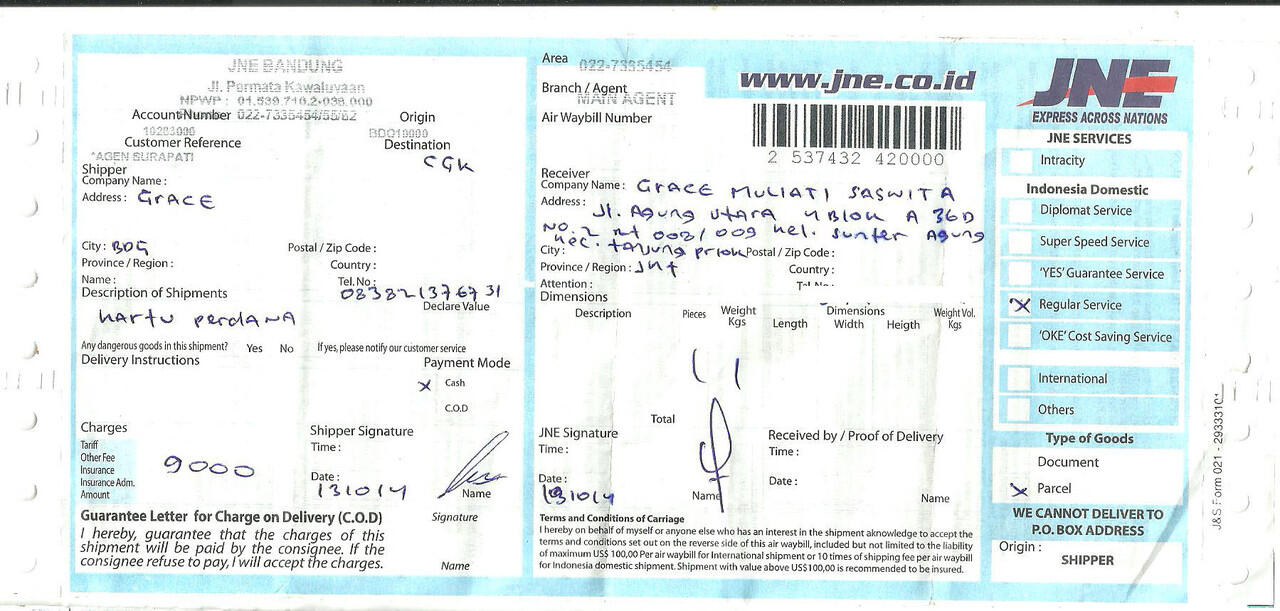 JNE BANDUNG
Jl. Permata Kawaluyaan
NPWP : 01.539.710.2-038.000
Account Number 022-7335454/55/62
Origin
10283000
BDO10000
Customer Reference
Destination
*AGEN SURAPATI
CGK
Shipper
Company Name :
Address : GRACE
City : BDG
Postal / Zip Code :
Province / Region :
Country :
Name :
Tel. No :
083821376731
Description of Shipments
Declare Value
kartu perdana
Any dangerous goods in this shipment? Yes No If yes, please notify our customer service
Delivery Instructions
Payment Mode
x Cash
C.O.D
Charges
Tariff
Other Fee
Insurance
Insurance Adm.
Amount
9000
Shipper Signature
Time :
Date :
131014
Name
Guarantee Letter for Charge on Delivery (C.O.D)
Signature
I hereby, guarantee that the charges of this
shipment will be paid by the consignee. If the
consignee refuse to pay, I will accept the charges.
Name
Area 022-7335454
Branch / Agent
MAIN AGENT
Air Waybill Number
www.jne.co.id
2 537432 420000
Receiver
Company Name : GRACE MULIATI SASWITA
Address :
Jl. Agung Utara 4 Blok A 36D
No. 2 rt 008/009 kel. Sunter Agung
kec. tanjung priok
City :
Postal / Zip Code :
Province / Region : Jkt
Country :
Attention :
Tel. No :
Dimensions
Description
Pieces
Weight
Kgs
Dimensions
Length Width Heigth
Weight Vol.
Kgs
1 1
Total
JNE Signature
Time :
Date :
131014
Name
Received by / Proof of Delivery
Time :
Date :
Name
Terms and Conditions of Carriage
I hereby on behalf of myself or anyone else who has an interest in the shipment aknowledge to accept the
terms and conditions set out on the reverse side of this air waybill, included but not limited to the liability
of maximum US$ 100,00 Per air waybill for International shipment or 10 times of shipping fee per air waybill
for Indonesia domestic shipment. Shipment with value above US$100,00 is recommended to be insured.
JNE
EXPRESS ACROSS NATIONS
JNE SERVICES
Intracity
Indonesia Domestic
Diplomat Service
Super Speed Service
'YES' Guarantee Service
x Regular Service
'OKE' Cost Saving Service
International
Others
Type of Goods
Document
x Parcel
WE CANNOT DELIVER TO
P.O. BOX ADDRESS
Origin :
SHIPPER
J&S Form 021 - 29333101